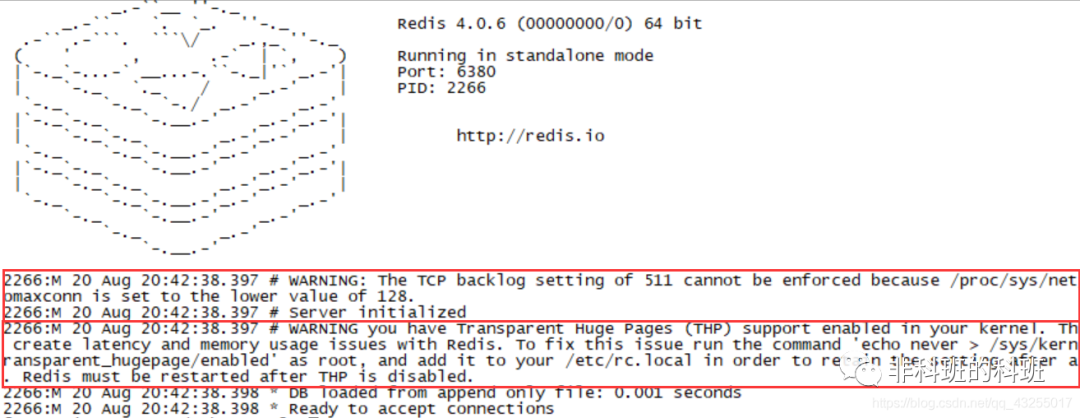 Redis 4.0.6 (00000000/0) 64 bit
Running in standalone mode
Port: 6380
PID: 2266
http://redis.io
2266:M 20 Aug 20:42:38.397 # WARNING: The TCP backlog setting of 511 cannot be enforced because /proc/sys/net
omaxconn is set to the lower value of 128.
2266:M 20 Aug 20:42:38.397 # Server initialized
2266:M 20 Aug 20:42:38.397 # WARNING you have Transparent Huge Pages (THP) support enabled in your kernel. Th
create latency and memory usage issues with Redis. To fix this issue run the command 'echo never > /sys/kern
ransparent_hugepage/enabled' as root, and add it to your /etc/rc.local in order to retain the setting after a
. Redis must be restarted after THP is disabled.
2266:M 20 Aug 20:42:38.398 * DB loaded from append only file: 0.001 seconds
2266:M 20 Aug 20:42:38.398 * Ready to accept connections
非科班的科班
https://blog.csdn.net/qq_43255017